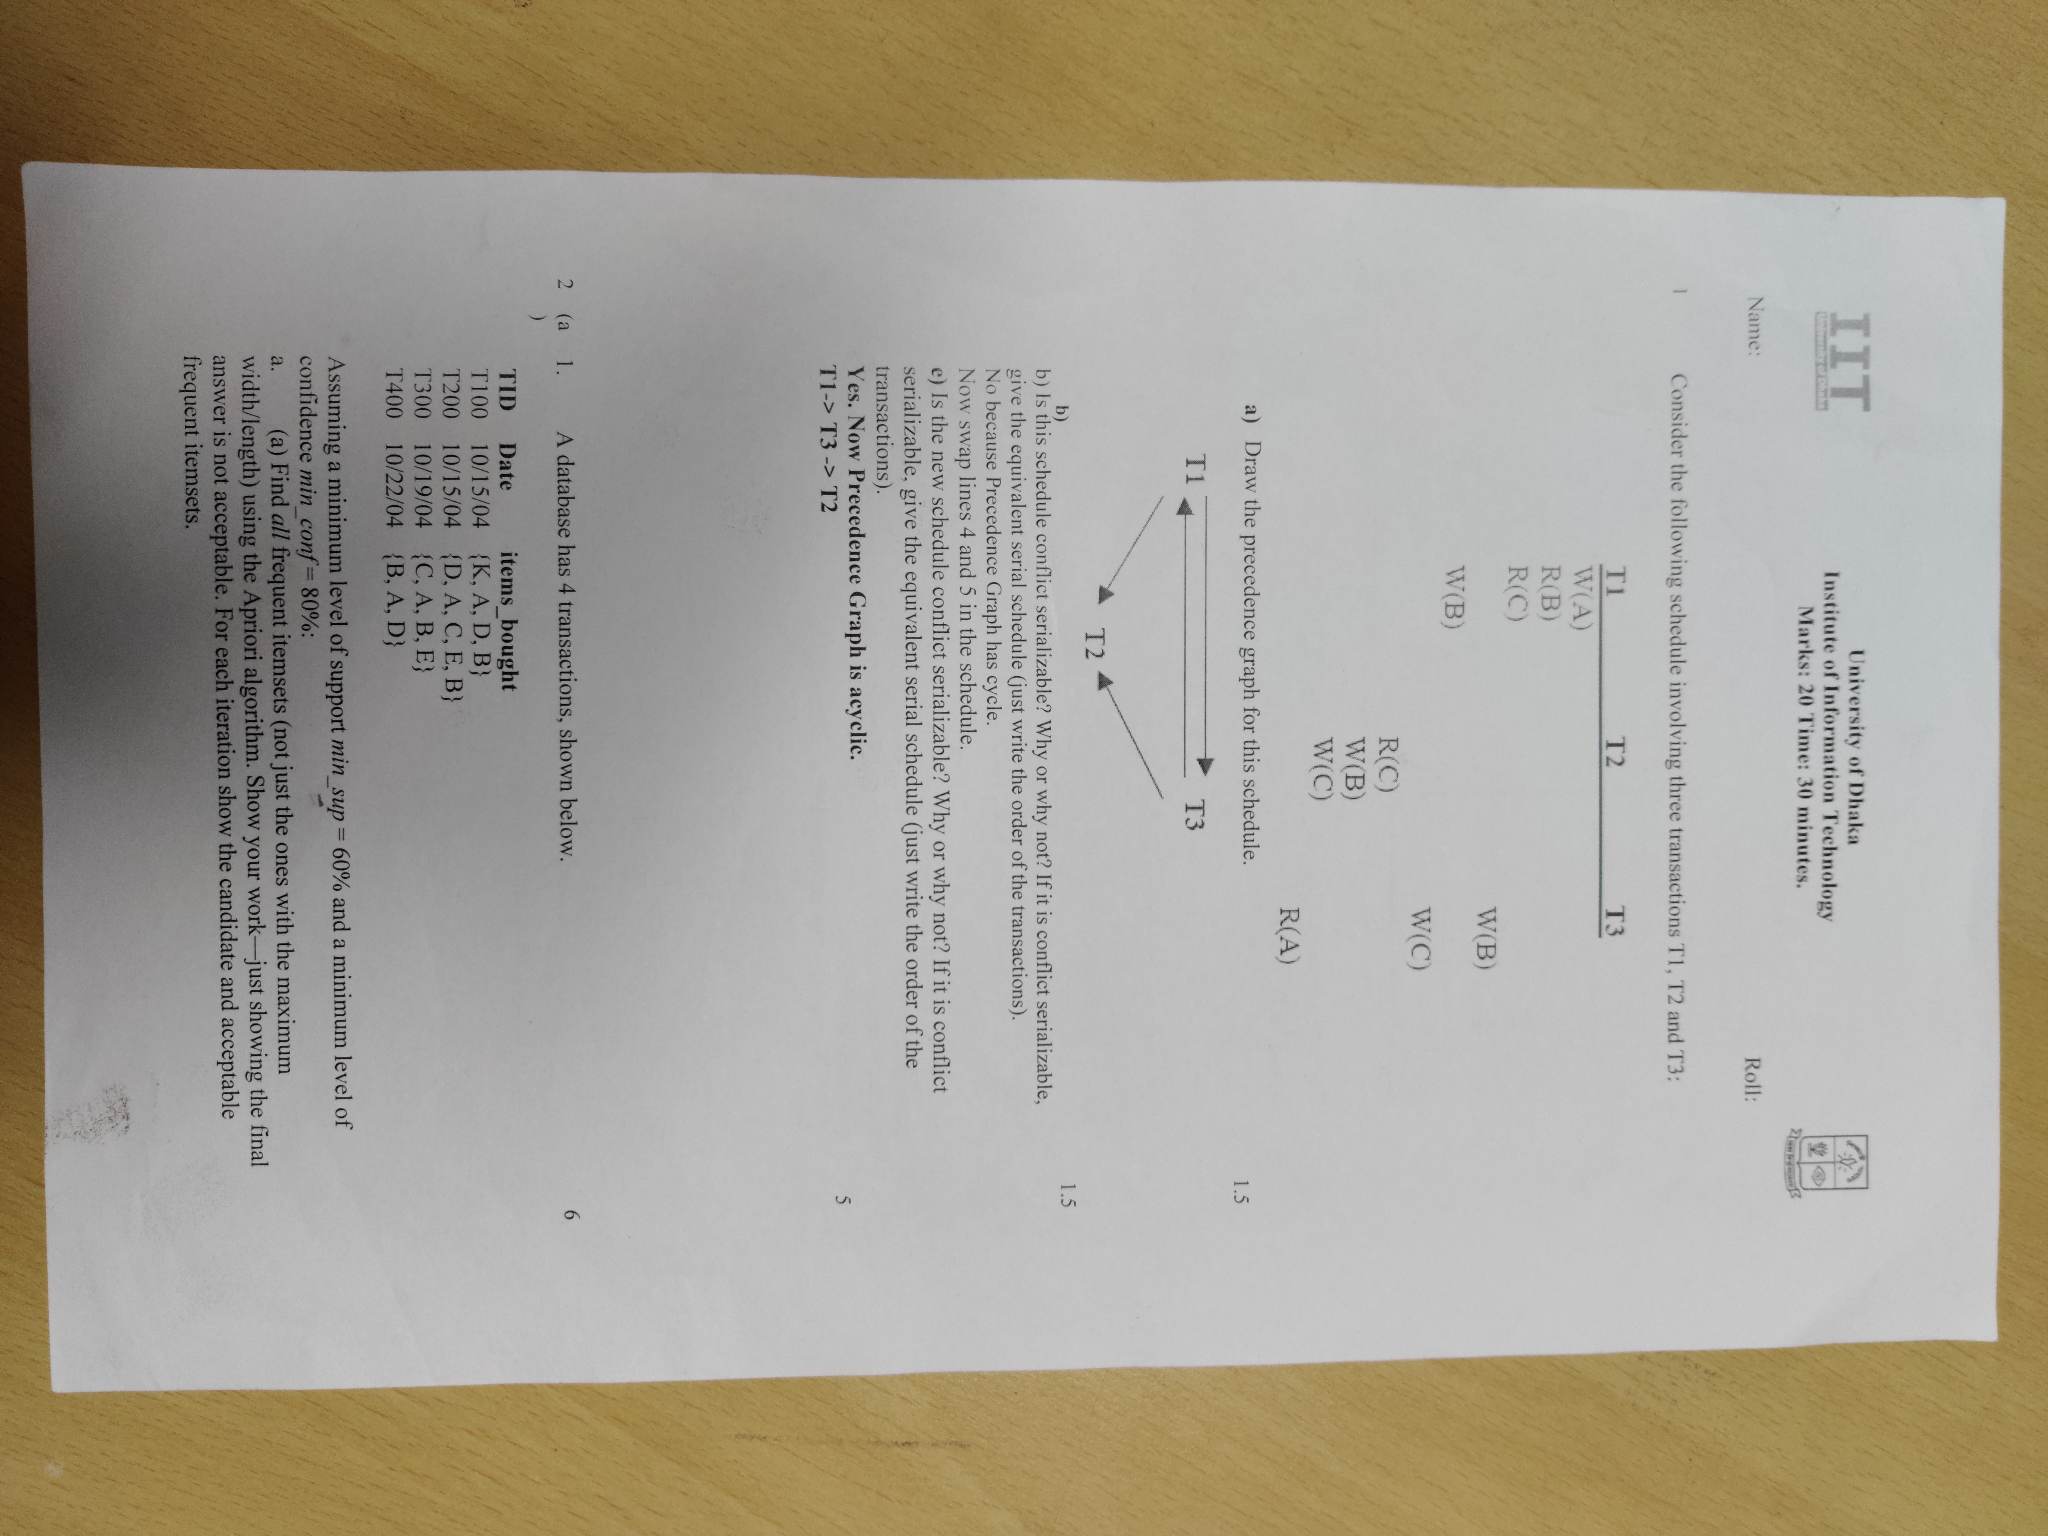 IIT
University of Dhaka
University of Dhaka
Institute of Information Technology
Marks: 20 Time: 30 minutes.
Name: Roll:
1 Consider the following schedule involving three transactions T1, T2 and T3:
T1 T2 T3
W(A)
R(B)
R(C)
W(B)
W(B)
W(C)
R(C)
W(B)
W(C)
R(A)
a) Draw the precedence graph for this schedule. 1.5
T1 T3
T2
b) 1.5
b) Is this schedule conflict serializable? Why or why not? If it is conflict serializable,
give the equivalent serial schedule (just write the order of the transactions).
No because Precedence Graph has cycle.
Now swap lines 4 and 5 in the schedule.
c) Is the new schedule conflict serializable? Why or why not? If it is conflict
serializable, give the equivalent serial schedule (just write the order of the
transactions).
Yes. Now Precedence Graph is acyclic.
T1-> T3 -> T2 5
2 (a 1. A database has 4 transactions, shown below. 6
)
TID Date items_bought
T100 10/15/04 {K, A, D, B}
T200 10/15/04 {D, A, C, E, B}
T300 10/19/04 {C, A, B, E}
T400 10/22/04 {B, A, D}
Assuming a minimum level of support min_sup = 60% and a minimum level of
confidence min_conf = 80%:
a. (a) Find all frequent itemsets (not just the ones with the maximum
width/length) using the Apriori algorithm. Show your work—just showing the final
answer is not acceptable. For each iteration show the candidate and acceptable
frequent itemsets.